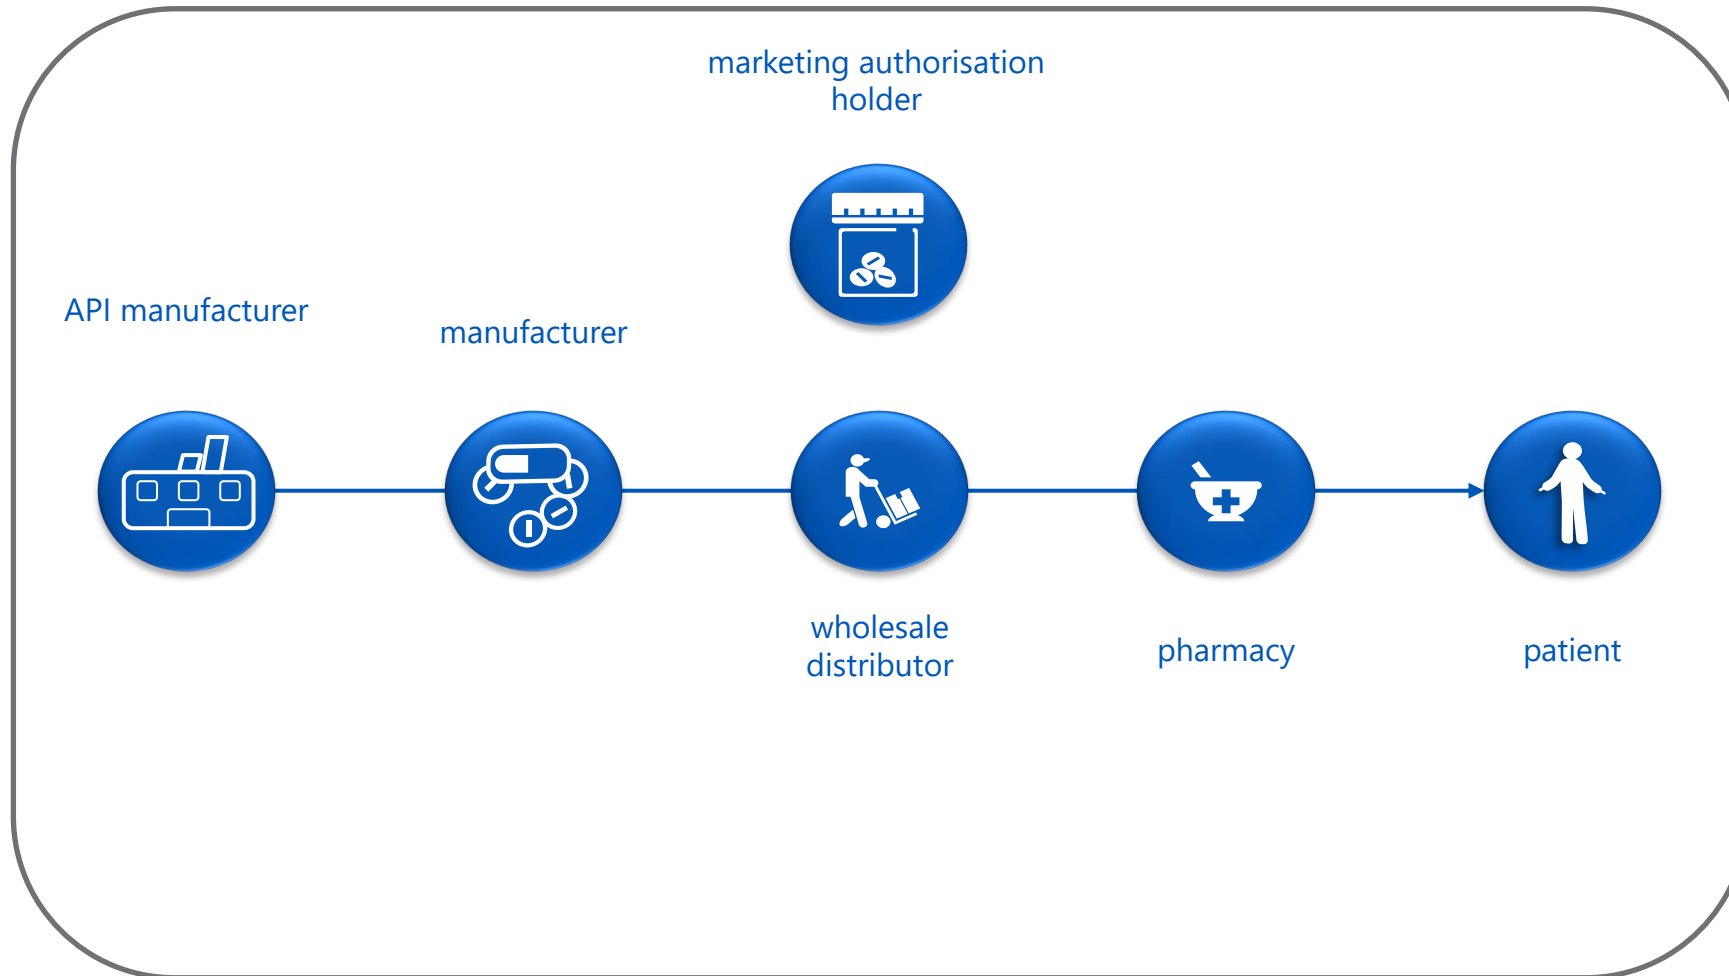 marketing authorisation
holder
API manufacturer
manufacturer
wholesale
distributor
pharmacy
patient